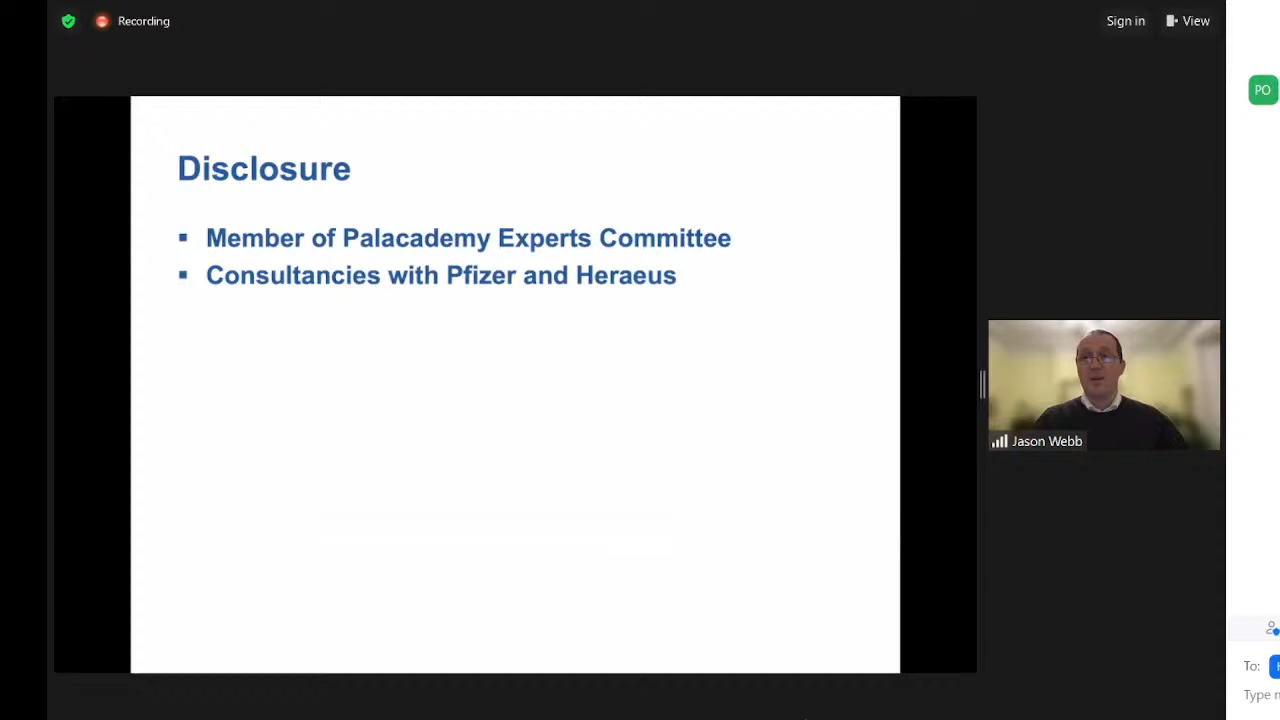 Recording
Sign in
View
PO
Disclosure
▪ Member of Palacademy Experts Committee
▪ Consultancies with Pfizer and Heraeus
Jason Webb
To:
Type